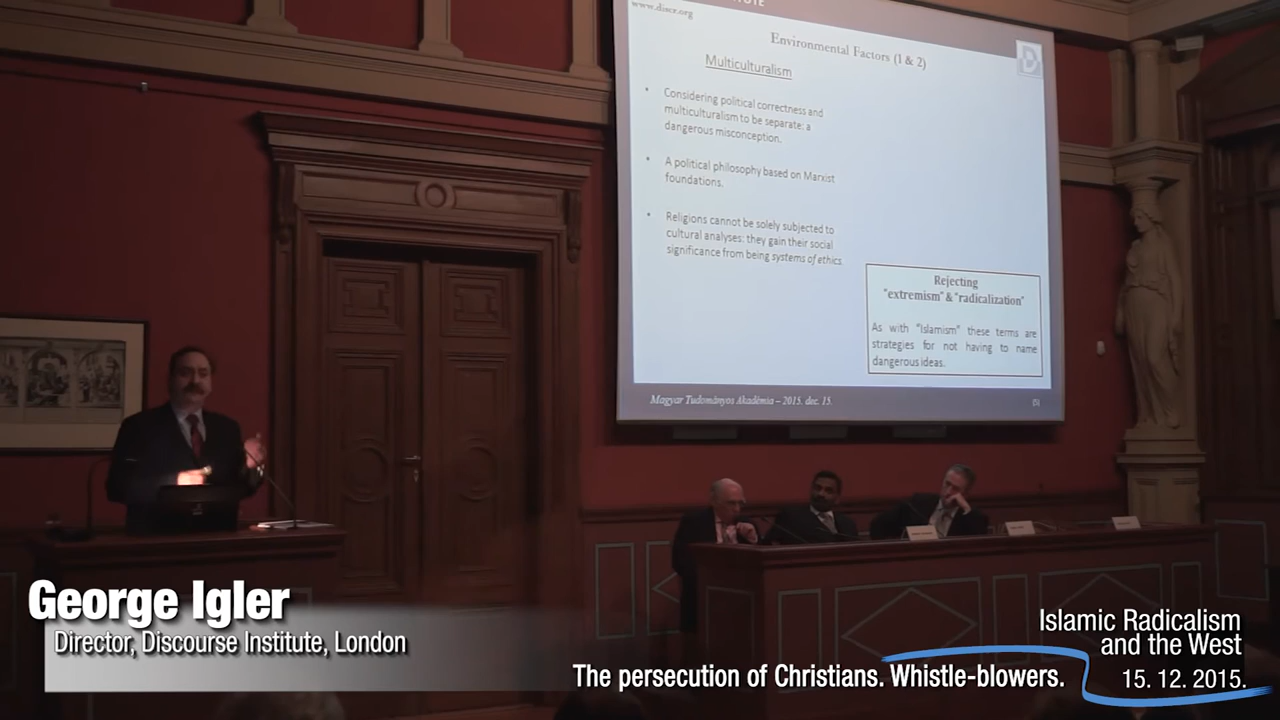 www.discr.org
Environmental Factors (1 & 2)
Multiculturalism
• Considering political correctness and
multiculturalism to be separate: a
dangerous misconception.
• A political philosophy based on Marxist
foundations.
• Religions cannot be solely subjected to
cultural analyses: they gain their social
significance from being systems of ethics.
Rejecting
"extremism" & "radicalization"
As with "Islamism" these terms are
strategies for not having to name
dangerous ideas.
Magyar Tudományos Akadémia – 2015. dec. 15.
George Igler
Director, Discourse Institute, London
Islamic Radicalism
and the West
The persecution of Christians. Whistle-blowers.
15. 12. 2015.